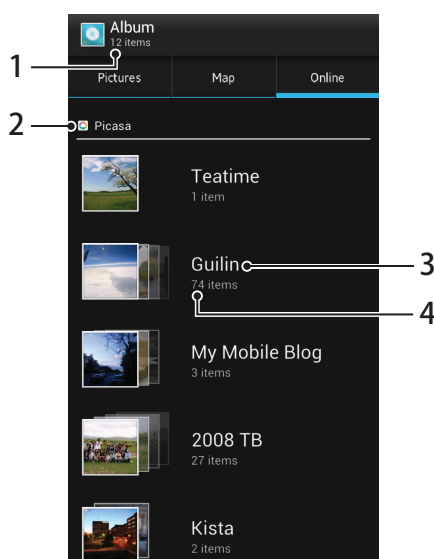 Album
12 items
1
Pictures Map Online
2
Picasa
Teatime
1 item
Guilin
3
74 items
4
My Mobile Blog
3 items
2008 TB
27 items
Kista
2 items